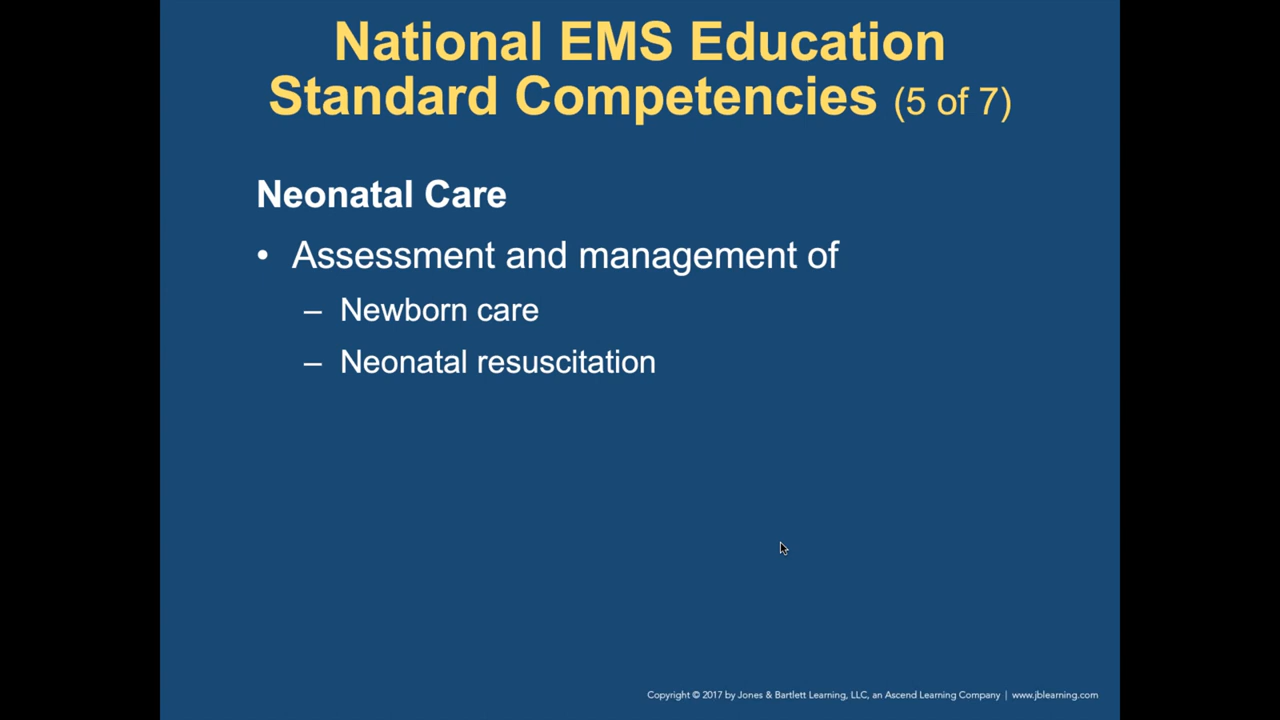 National EMS Education
Standard Competencies (5 of 7)
Neonatal Care
• Assessment and management of
– Newborn care
– Neonatal resuscitation
Copyright © 2017 by Jones & Bartlett Learning, LLC, an Ascend Learning Company | www.jblearning.com